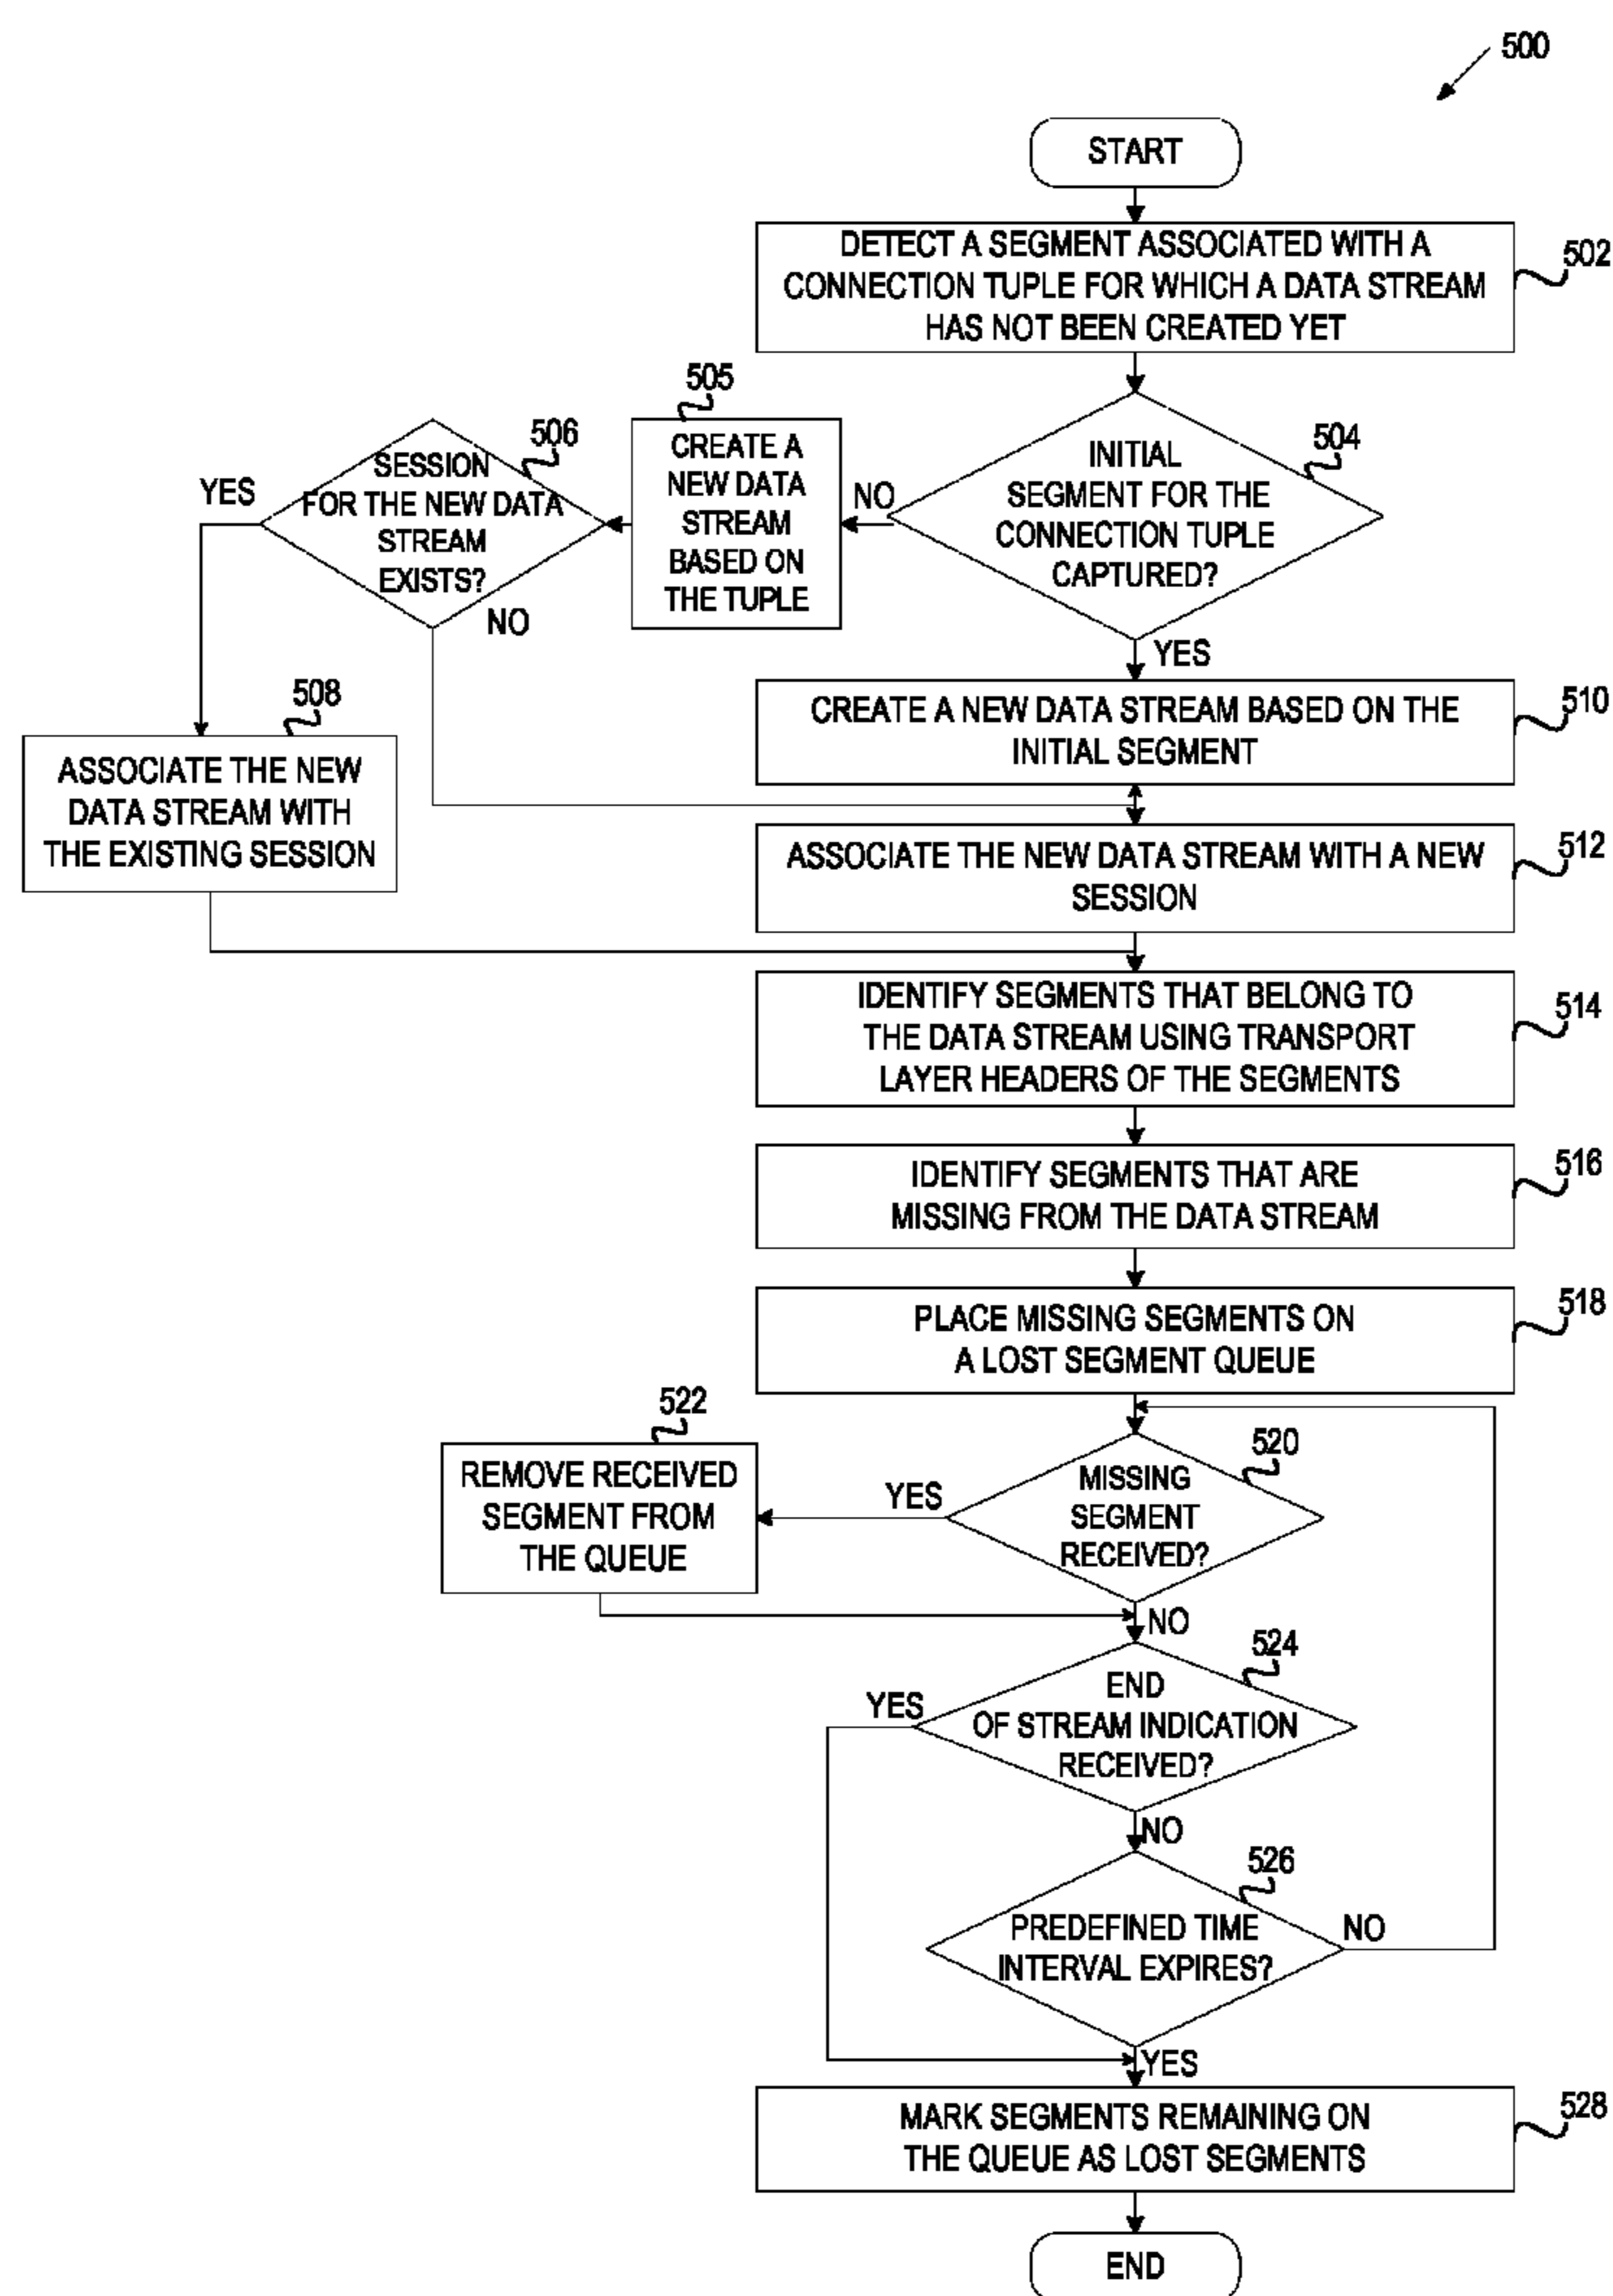 500
START
DETECT A SEGMENT ASSOCIATED WITH A
CONNECTION TUPLE FOR WHICH A DATA STREAM
HAS NOT BEEN CREATED YET
502
INITIAL
SEGMENT FOR THE
CONNECTION TUPLE
CAPTURED?
504
NO
505
CREATE A
NEW DATA
STREAM
BASED ON
THE TUPLE
506
SESSION
FOR THE NEW DATA
STREAM
EXISTS?
YES
NO
YES
508
ASSOCIATE THE NEW
DATA STREAM WITH
THE EXISTING SESSION
CREATE A NEW DATA STREAM BASED ON THE
INITIAL SEGMENT
510
ASSOCIATE THE NEW DATA STREAM WITH A NEW
SESSION
512
IDENTIFY SEGMENTS THAT BELONG TO
THE DATA STREAM USING TRANSPORT
LAYER HEADERS OF THE SEGMENTS
514
IDENTIFY SEGMENTS THAT ARE
MISSING FROM THE DATA STREAM
516
PLACE MISSING SEGMENTS ON
A LOST SEGMENT QUEUE
518
MISSING
SEGMENT
RECEIVED?
520
YES
522
REMOVE RECEIVED
SEGMENT FROM
THE QUEUE
NO
END
OF STREAM INDICATION
RECEIVED?
524
YES
NO
PREDEFINED TIME
INTERVAL EXPIRES?
526
NO
YES
MARK SEGMENTS REMAINING ON
THE QUEUE AS LOST SEGMENTS
528
END